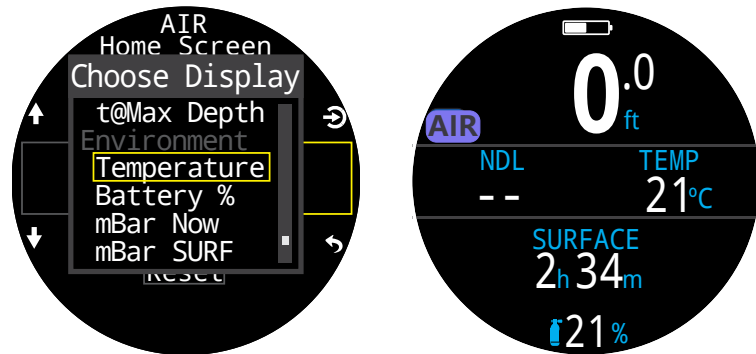 AIR
Home Screen
Choose Display
t@Max Depth
Environment
Temperature
Battery %
mBar Now
mBar SURF
Reset
0.0
ft
AIR
NDL TEMP
-- 21°C
SURFACE
2h 34m
21%